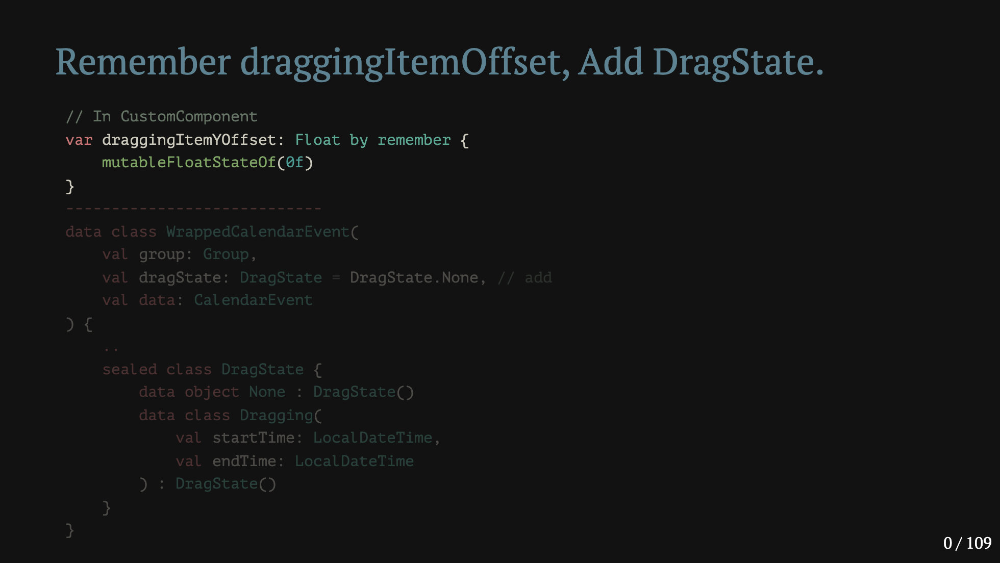 Remember draggingItemOffset, Add DragState.
// In CustomComponent
var draggingItemYOffset: Float by remember {
    mutableFloatStateOf(0f)
}
----------------------------
data class WrappedCalendarEvent(
    val group: Group,
    val dragState: DragState = DragState.None, // add
    val data: CalendarEvent
) {
    ..
    sealed class DragState {
        data object None : DragState()
        data class Dragging(
            val startTime: LocalDateTime,
            val endTime: LocalDateTime
        ) : DragState()
    }
}
0 / 109